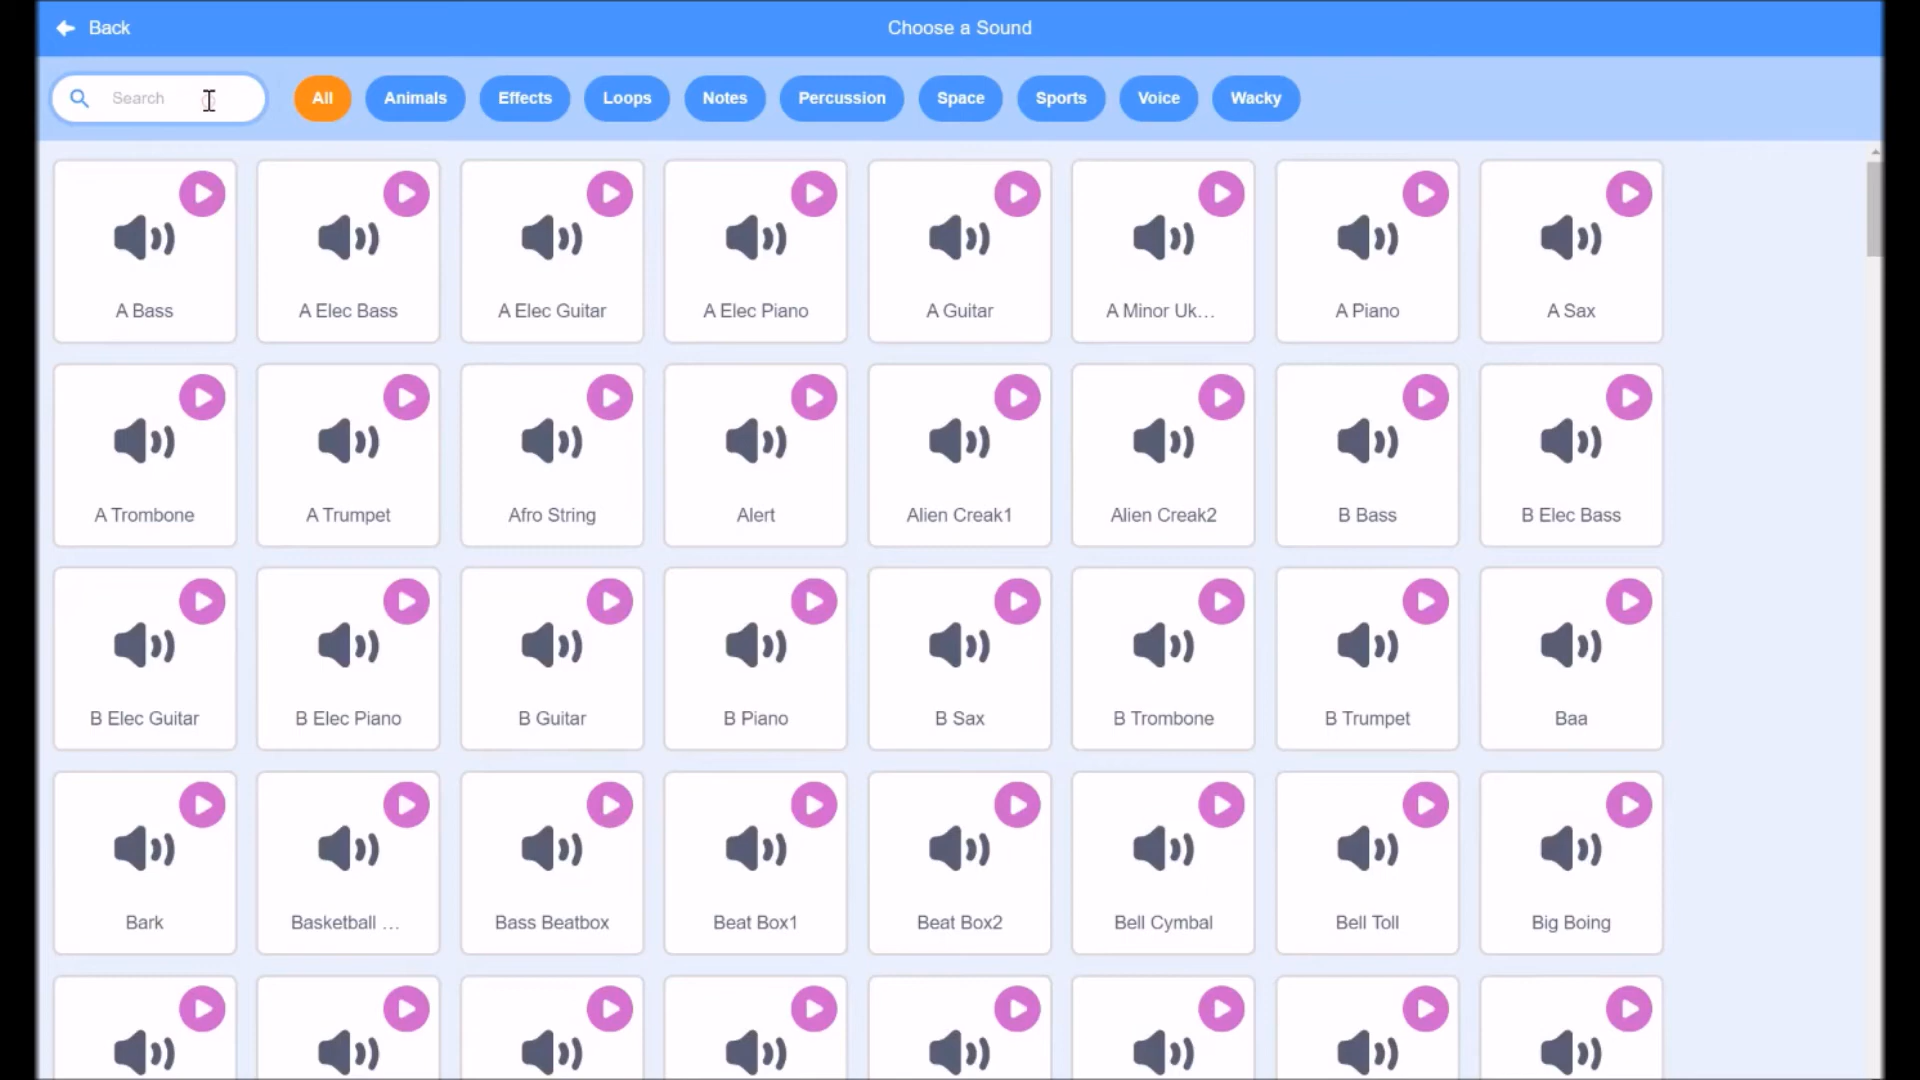 Back
Choose a Sound
Search
All
Animals
Effects
Loops
Notes
Percussion
Space
Sports
Voice
Wacky
A Bass
A Elec Bass
A Elec Guitar
A Elec Piano
A Guitar
A Minor Uk...
A Piano
A Sax
A Trombone
A Trumpet
Afro String
Alert
Alien Creak1
Alien Creak2
B Bass
B Elec Bass
B Elec Guitar
B Elec Piano
B Guitar
B Piano
B Sax
B Trombone
B Trumpet
Baa
Bark
Basketball ...
Bass Beatbox
Beat Box1
Beat Box2
Bell Cymbal
Bell Toll
Big Boing